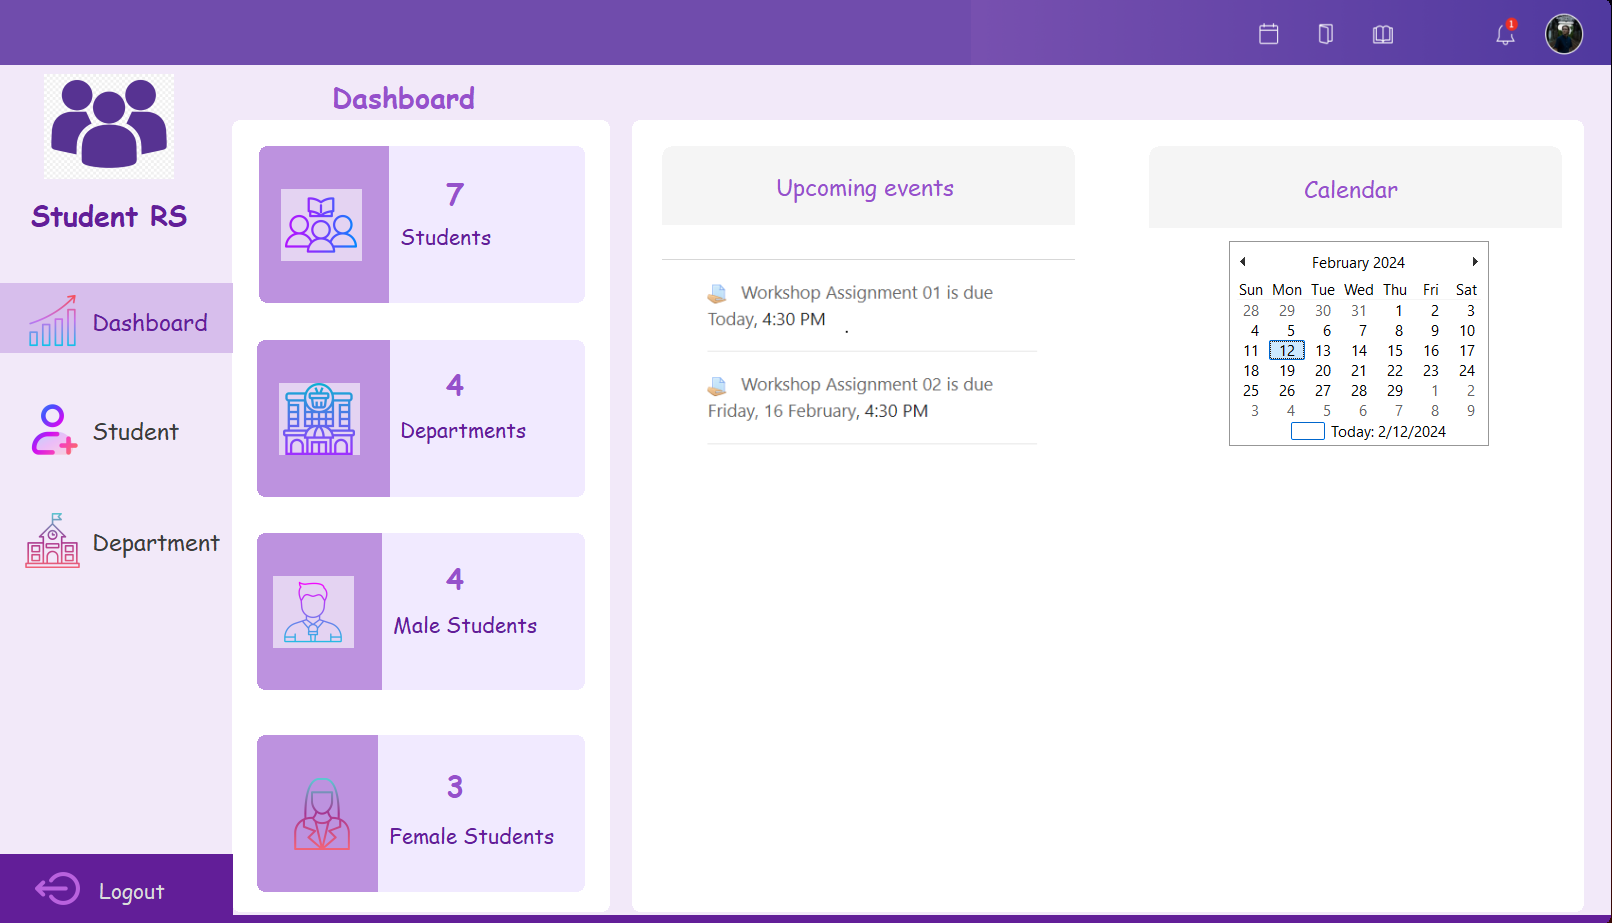 1
Student RS
Dashboard
Student
Department
Logout
Dashboard
7
Students
4
Departments
4
Male Students
3
Female Students
Upcoming events
Workshop Assignment 01 is due
Today, 4:30 PM
.
Workshop Assignment 02 is due
Friday, 16 February, 4:30 PM
Calendar
February 2024
Sun Mon Tue Wed Thu Fri Sat
28 29 30 31 1 2 3
4 5 6 7 8 9 10
11 12 13 14 15 16 17
18 19 20 21 22 23 24
25 26 27 28 29 1 2
3 4 5 6 7 8 9
Today: 2/12/2024